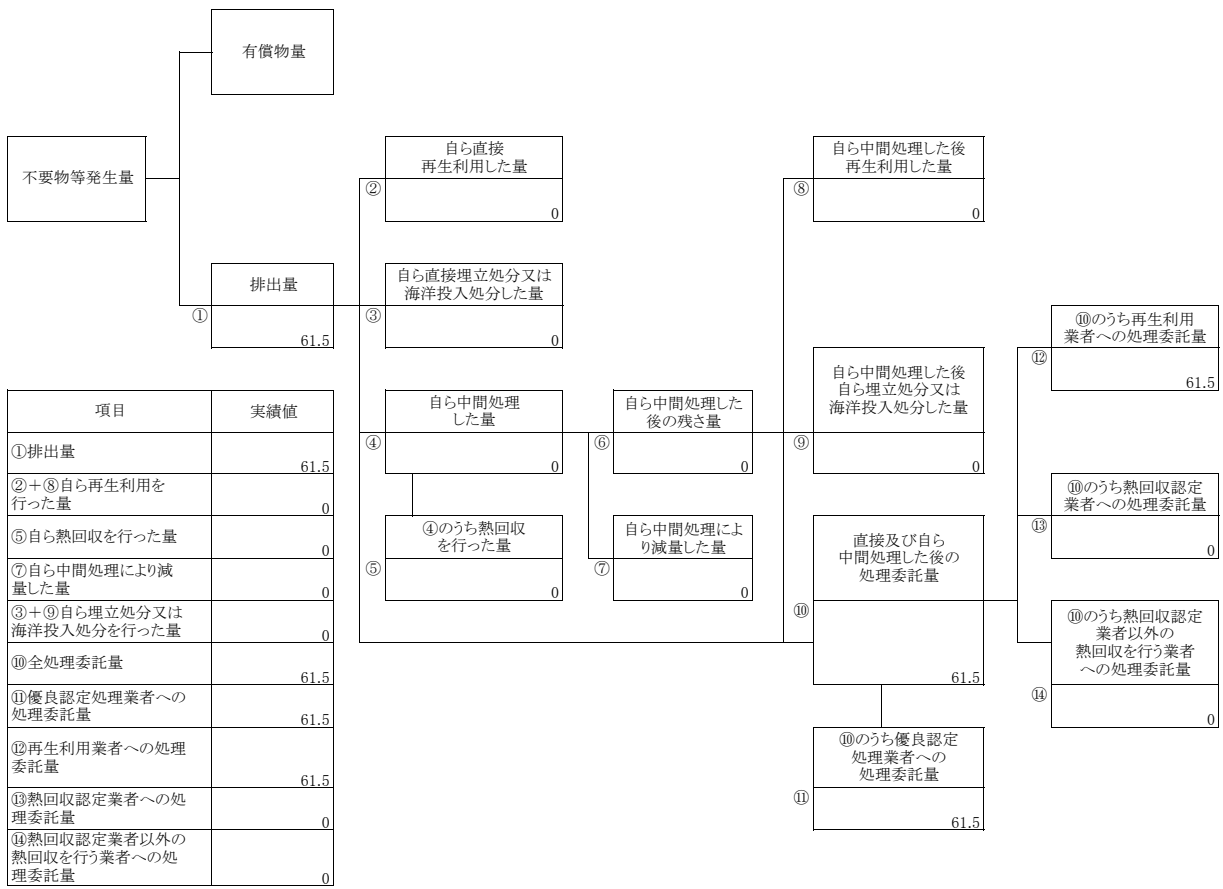 有償物量
不要物等発生量
自ら直接
再生利用した量
②
0
自ら中間処理した後
再生利用した量
⑧
0
排出量
①
61.5
自ら直接埋立処分又は
海洋投入処分した量
③
0
⑩のうち再生利用
業者への処理委託量
⑫
61.5
自ら中間処理
した量
④
0
自ら中間処理した
後の残さ量
⑥
0
自ら中間処理した後
自ら埋立処分又は
海洋投入処分した量
⑨
0
⑩のうち熱回収認定
業者への処理委託量
⑬
0
④のうち熱回収
を行った量
⑤
0
自ら中間処理によ
り減量した量
⑦
0
直接及び自ら
中間処理した後の
処理委託量
⑩
61.5
⑩のうち熱回収認定
業者以外の
熱回収を行う業者
への処理委託量
⑭
0
⑩のうち優良認定
処理業者への
処理委託量
⑪
61.5
項目 実績値
①排出量
61.5
②＋⑧自ら再生利用を
行った量
0
⑤自ら熱回収を行った量
0
⑦自ら中間処理により減
量した量
0
③＋⑨自ら埋立処分又は
海洋投入処分を行った量
0
⑩全処理委託量
61.5
⑪優良認定処理業者への
処理委託量
61.5
⑫再生利用業者への処理
委託量
61.5
⑬熱回収認定業者への処
理委託量
0
⑭熱回収認定業者以外の
熱回収を行う業者への処
理委託量
0